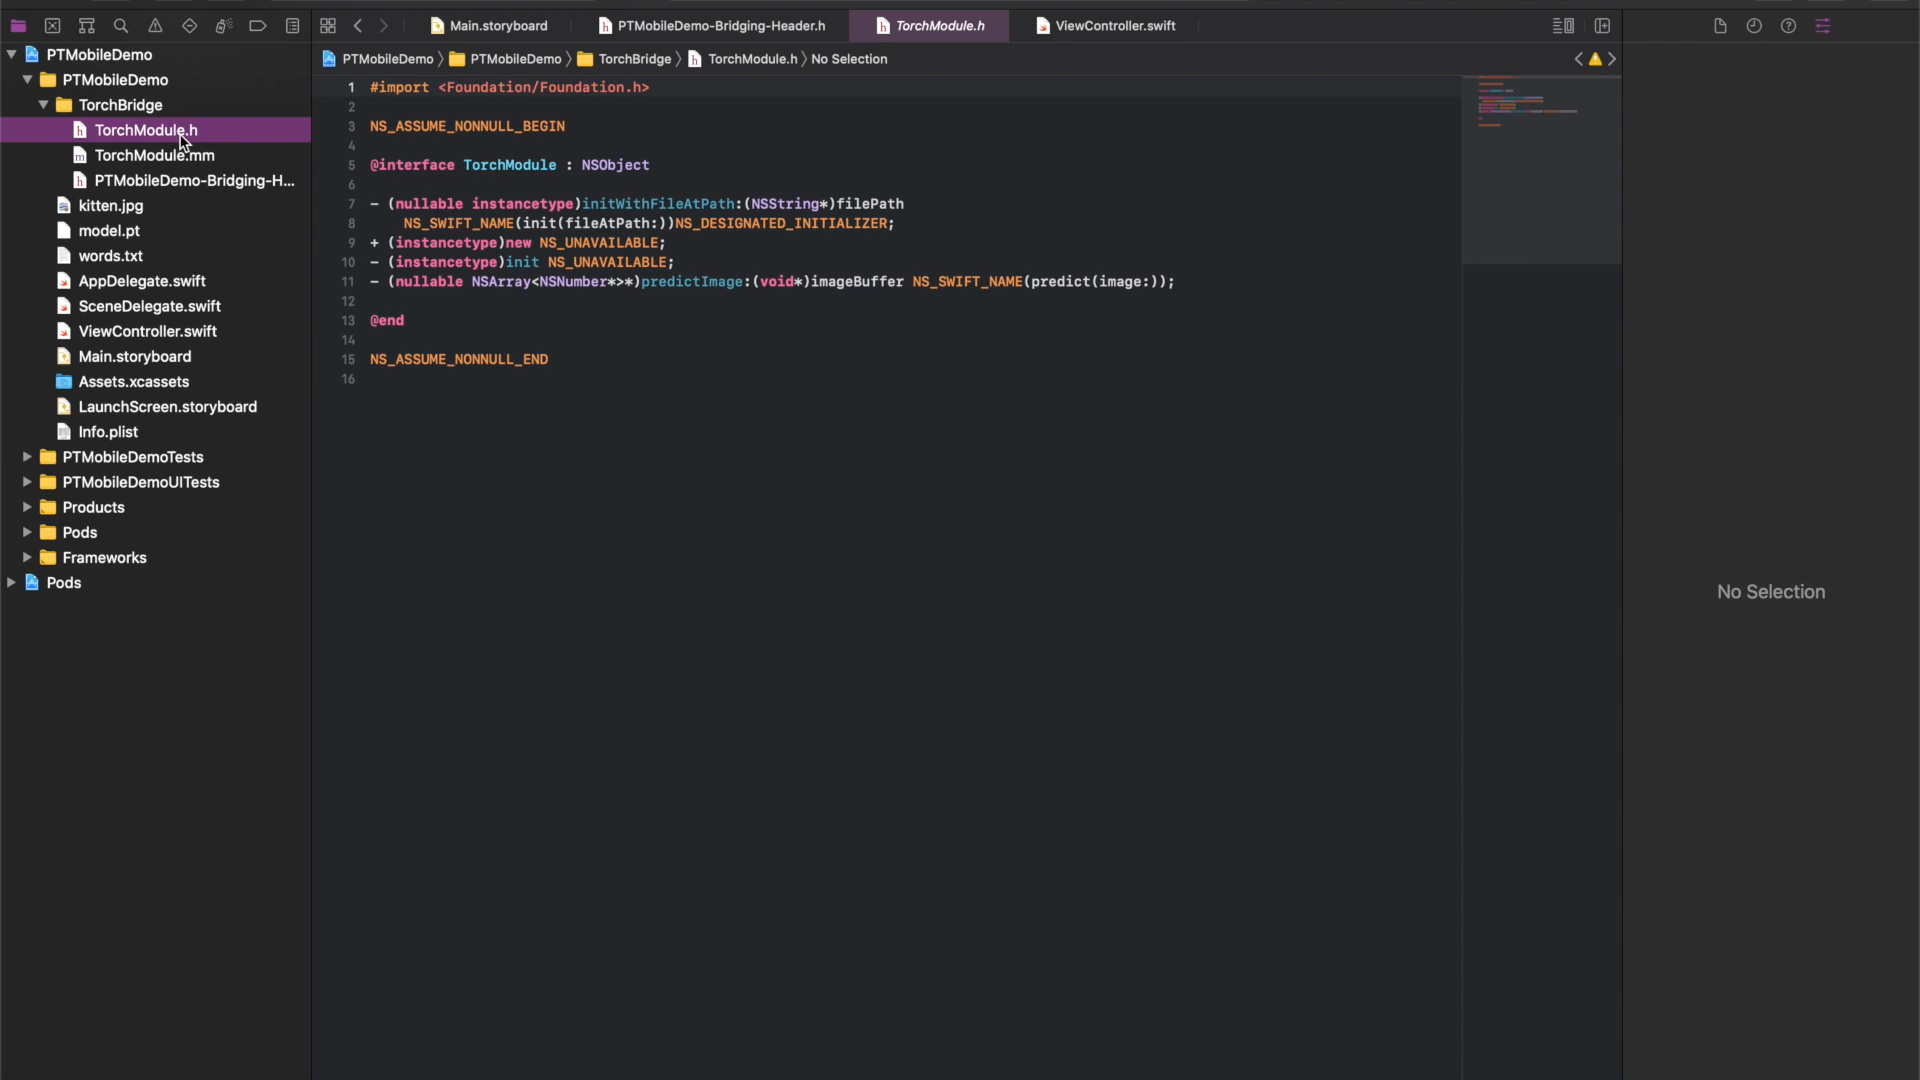 Main.storyboard
PTMobileDemo-Bridging-Header.h
TorchModule.h
ViewController.swift
PTMobileDemo
PTMobileDemo
TorchBridge
TorchModule.h
TorchModule.mm
PTMobileDemo-Bridging-H...
kitten.jpg
model.pt
words.txt
AppDelegate.swift
SceneDelegate.swift
ViewController.swift
Main.storyboard
Assets.xcassets
LaunchScreen.storyboard
Info.plist
PTMobileDemoTests
PTMobileDemoUITests
Products
Pods
Frameworks
Pods
PTMobileDemo 〉 PTMobileDemo 〉 TorchBridge 〉 TorchModule.h 〉 No Selection
1 #import <Foundation/Foundation.h>
2
3 NS_ASSUME_NONNULL_BEGIN
4
5 @interface TorchModule : NSObject
6
7 - (nullable instancetype)initWithFileAtPath:(NSString*)filePath
8 NS_SWIFT_NAME(init(fileAtPath:))NS_DESIGNATED_INITIALIZER;
9 + (instancetype)new NS_UNAVAILABLE;
10 - (instancetype)init NS_UNAVAILABLE;
11 - (nullable NSArray<NSNumber*>*)predictImage:(void*)imageBuffer NS_SWIFT_NAME(predict(image:));
12
13 @end
14
15 NS_ASSUME_NONNULL_END
16
No Selection